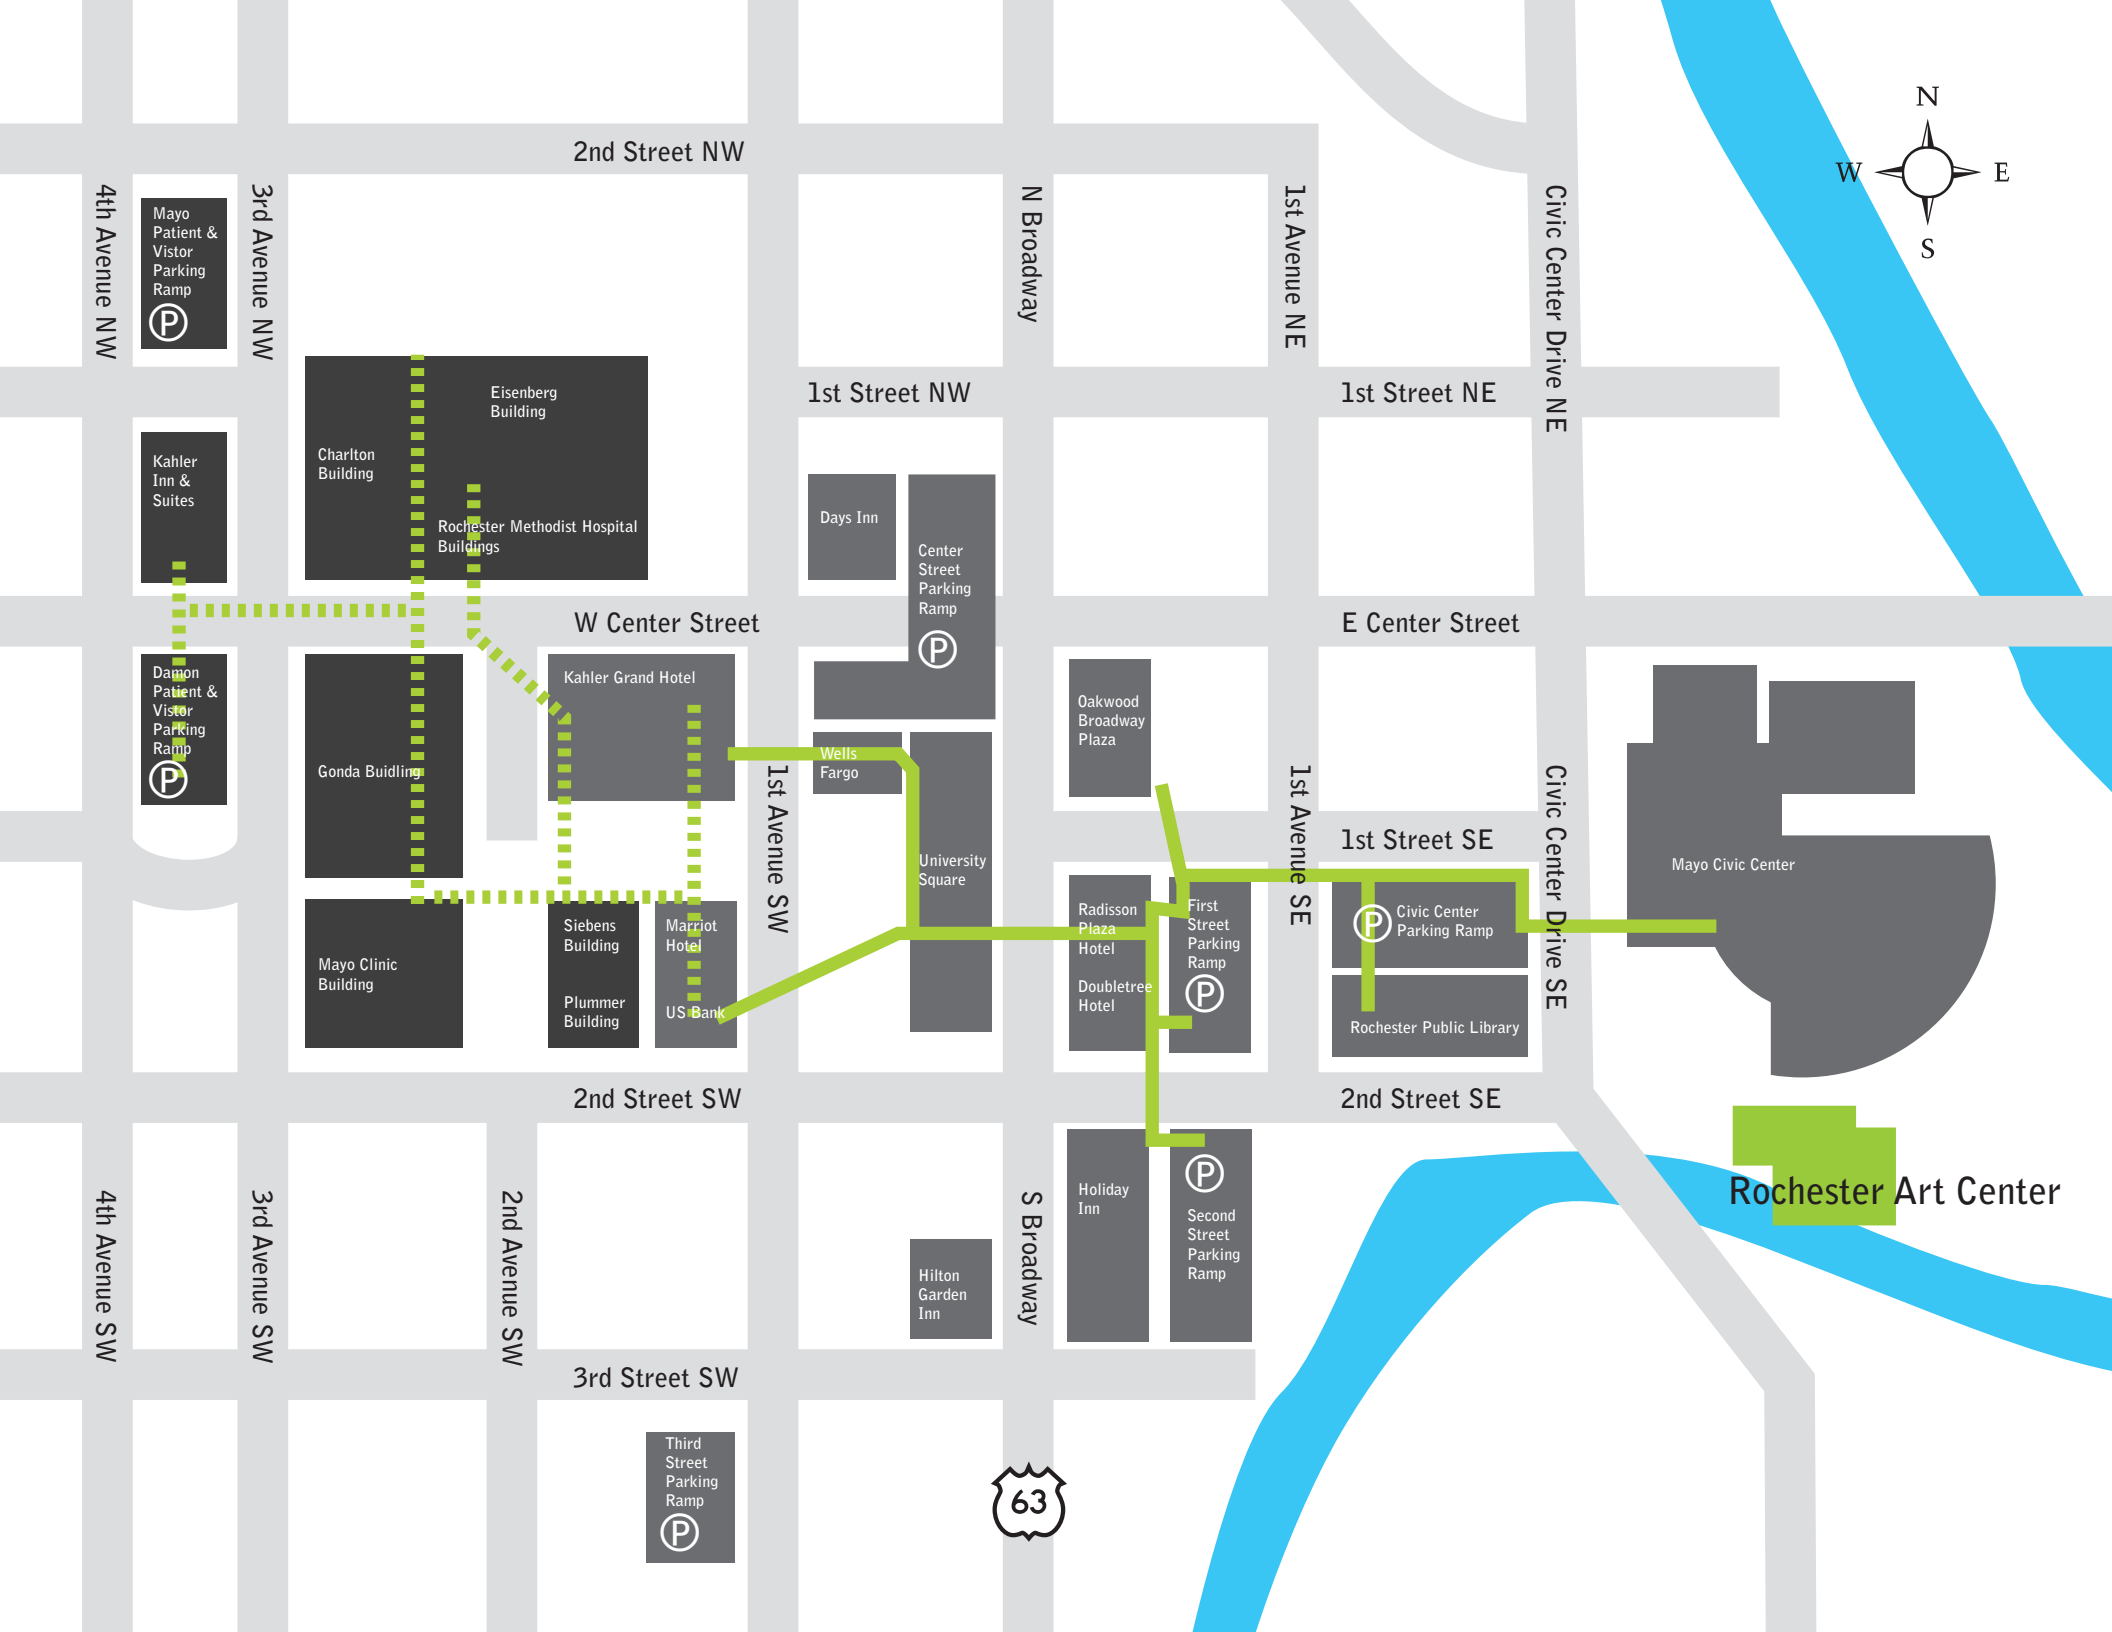 N
W
E
S
2nd Street NW
4th Avenue NW
3rd Avenue NW
N Broadway
1st Avenue NE
Civic Center Drive NE
Mayo
Patient &
Vistor
Parking
Ramp
P
1st Street NW
1st Street NE
Kahler
Inn &
Suites
Charlton
Building
Eisenberg
Building
Rochester Methodist Hospital
Buildings
Days Inn
Center
Street
Parking
Ramp
P
W Center Street
E Center Street
Damon
Patient &
Vistor
Parking
Ramp
P
Gonda Buidling
Kahler Grand Hotel
Wells
Fargo
University
Square
Oakwood
Broadway
Plaza
1st Avenue SW
1st Avenue SE
1st Street SE
Civic Center Drive SE
Mayo Civic Center
Mayo Clinic
Building
Siebens
Building
Plummer
Building
Marriot
Hotel
US Bank
Radisson
Plaza
Hotel
Doubletree
Hotel
First
Street
Parking
Ramp
P
P
Civic Center
Parking Ramp
Rochester Public Library
2nd Street SW
2nd Street SE
Rochester Art Center
4th Avenue SW
3rd Avenue SW
2nd Avenue SW
S Broadway
Hilton
Garden
Inn
Holiday
Inn
P
Second
Street
Parking
Ramp
3rd Street SW
Third
Street
Parking
Ramp
P
63